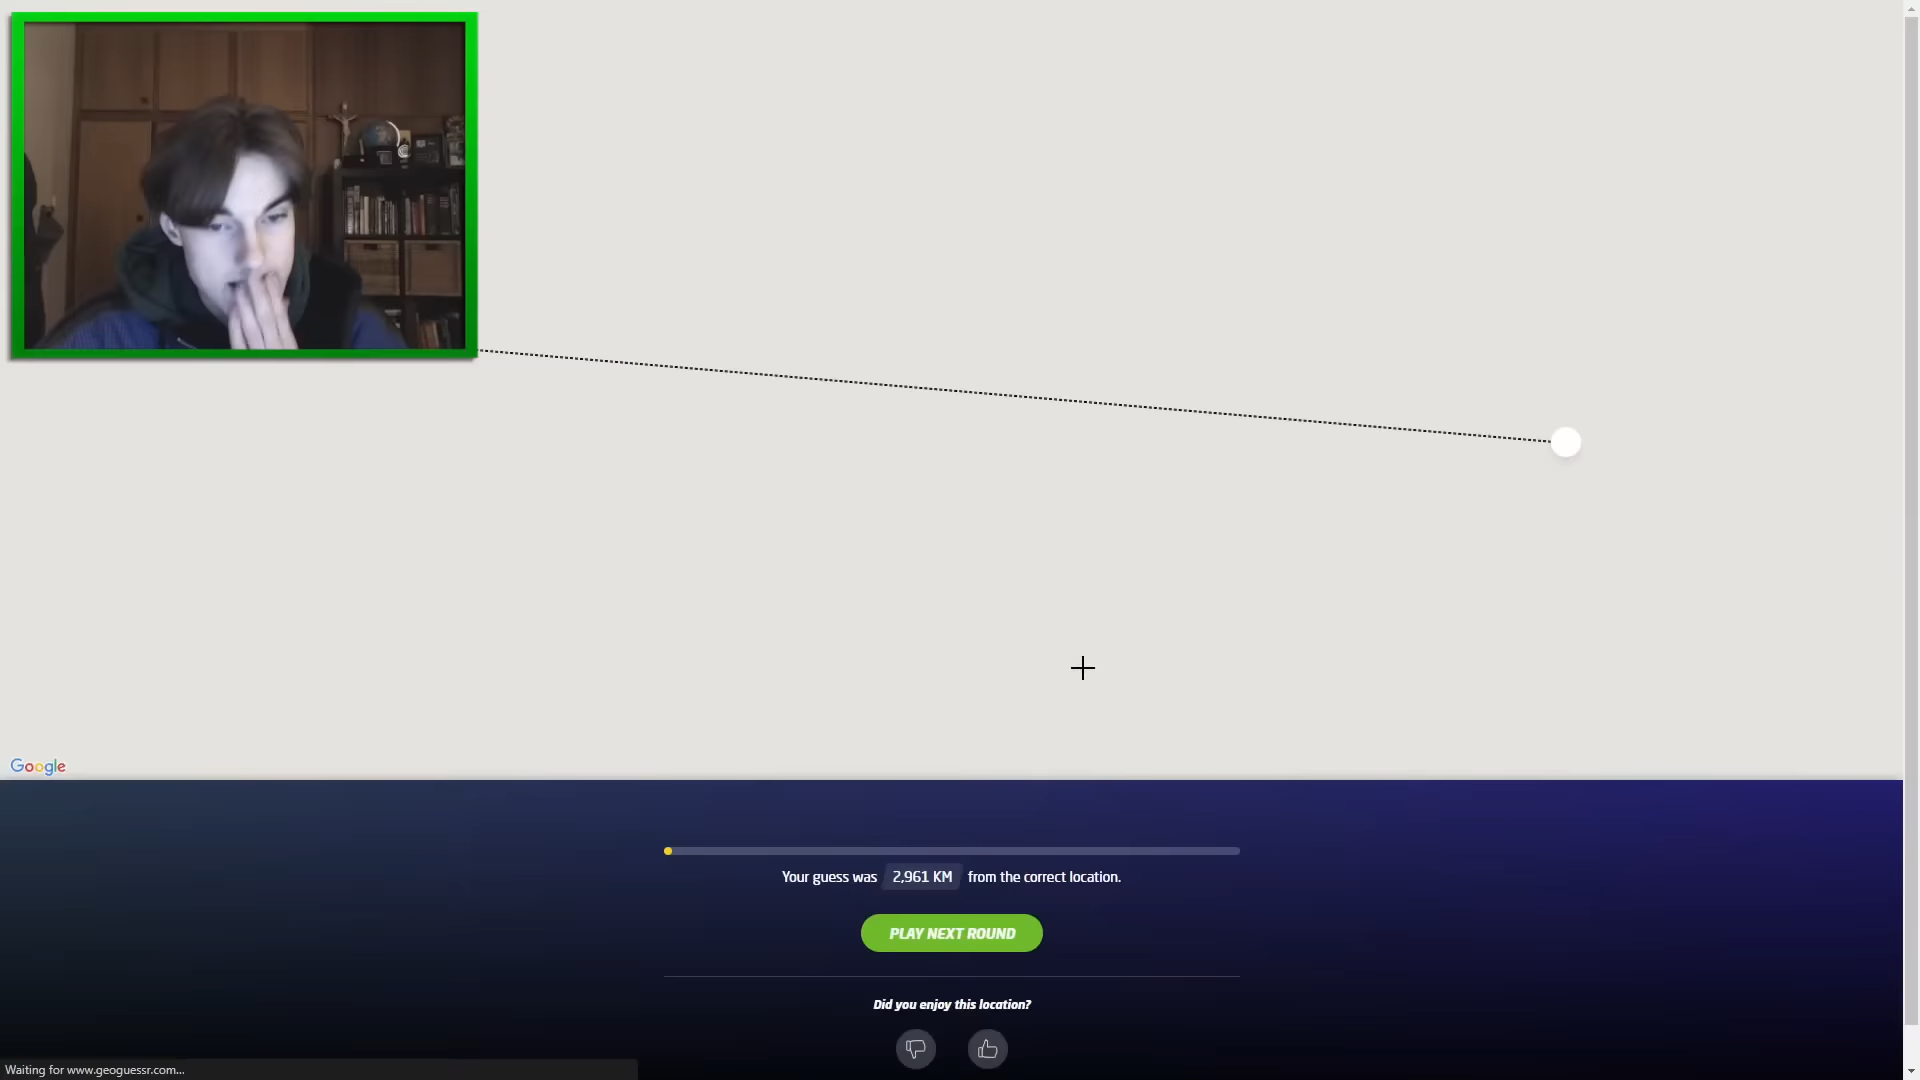 Google
Your guess was 2,961 KM from the correct location.
PLAY NEXT ROUND
Did you enjoy this location?
Waiting for www.geoguessr.com...